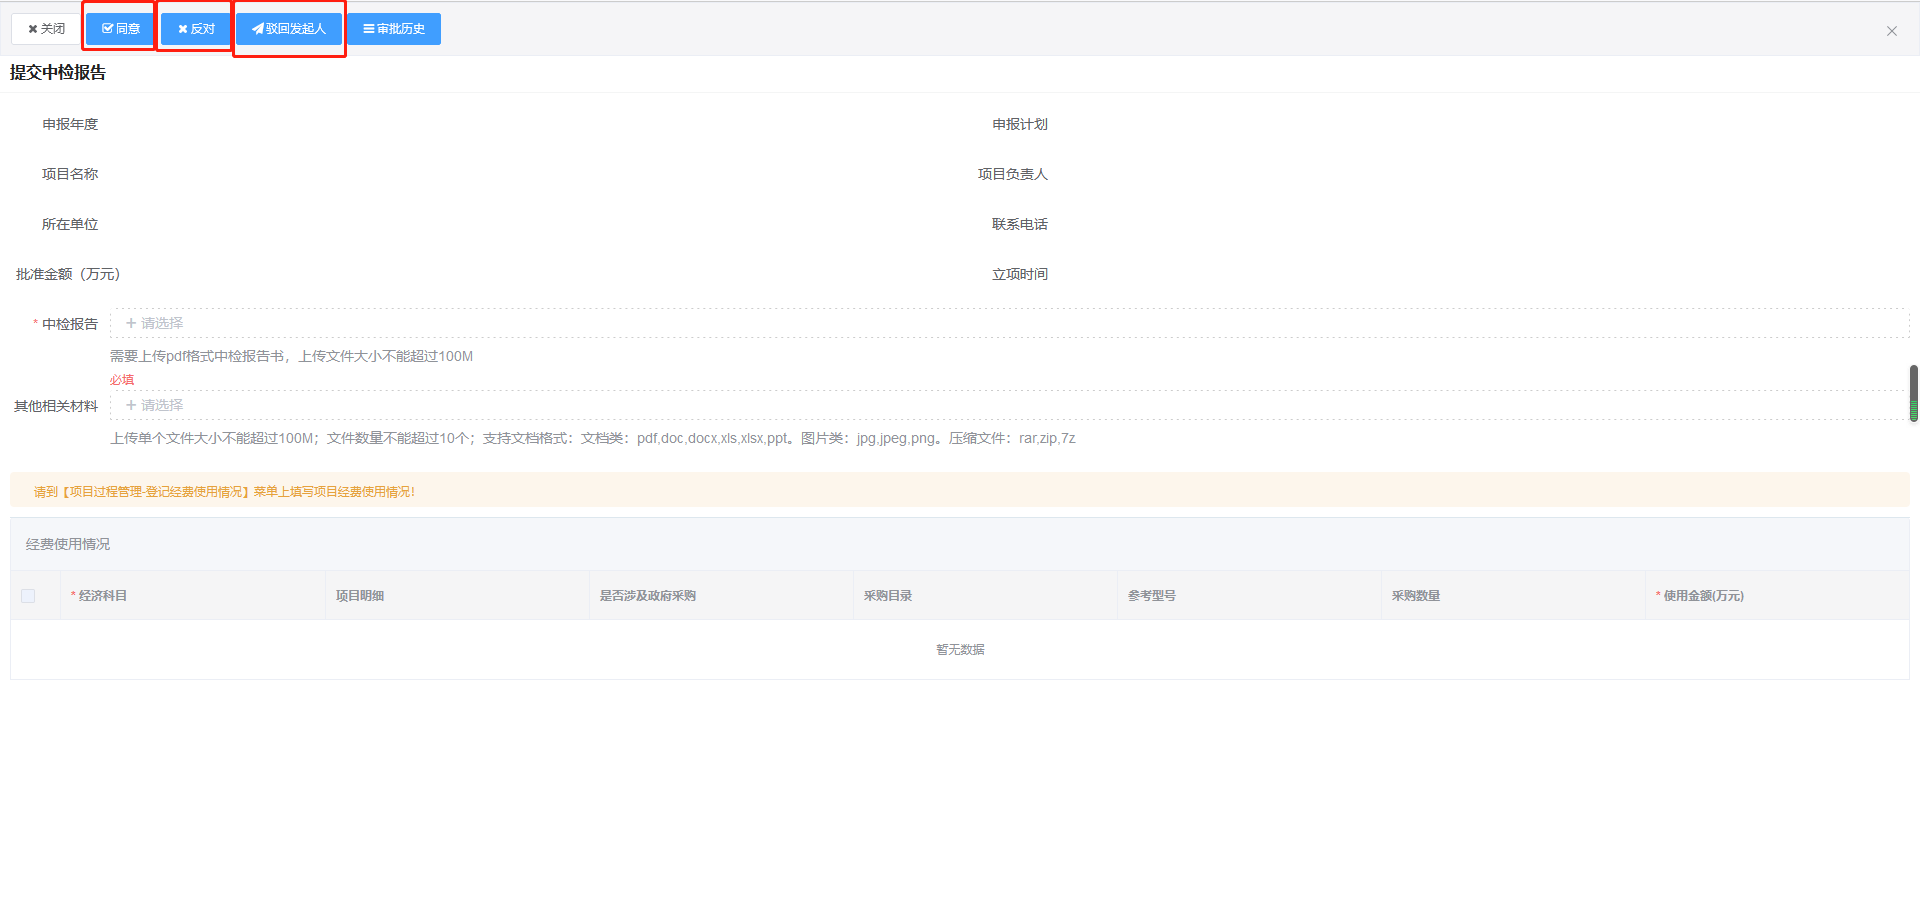 关闭 同意 反对 驳回发起人 审批历史
提交中检报告
申报年度 申报计划
项目名称 项目负责人
所在单位 联系电话
批准金额（万元） 立项时间
* 中检报告 + 请选择
需要上传pdf格式中检报告书，上传文件大小不能超过100M
必填
其他相关材料 + 请选择
上传单个文件大小不能超过100M；文件数量不能超过10个；支持文档格式：文档类：pdf,doc,docx,xls,xlsx,ppt。图片类：jpg,jpeg,png。压缩文件：rar,zip,7z
请到【项目过程管理-登记经费使用情况】菜单上填写项目经费使用情况！
经费使用情况
* 经济科目 项目明细 是否涉及政府采购 采购目录 参考型号 采购数量 * 使用金额(万元)
暂无数据